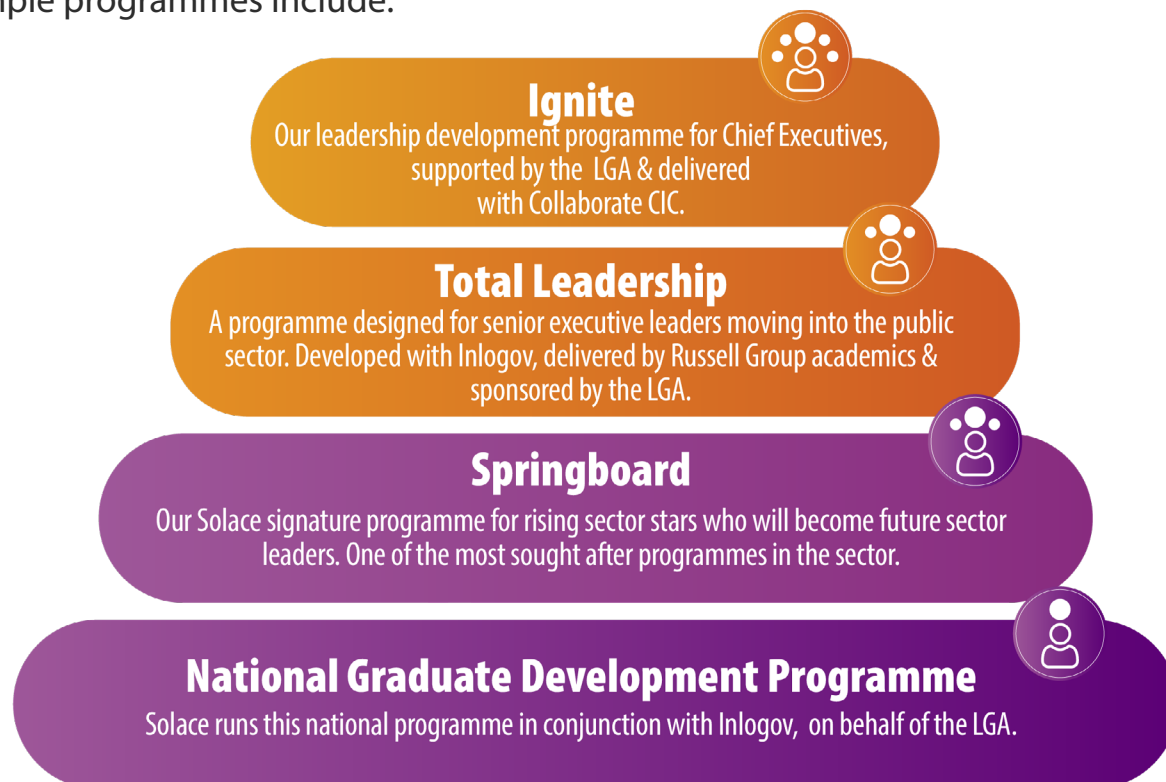 ple programmes include:
Ignite
Our leadership development programme for Chief Executives,
supported by the LGA & delivered
with Collaborate CIC.
Total Leadership
A programme designed for senior executive leaders moving into the public
sector. Developed with Inlogov, delivered by Russell Group academics &
sponsored by the LGA.
Springboard
Our Solace signature programme for rising sector stars who will become future sector
leaders. One of the most sought after programmes in the sector.
National Graduate Development Programme
Solace runs this national programme in conjunction with Inlogov, on behalf of the LGA.